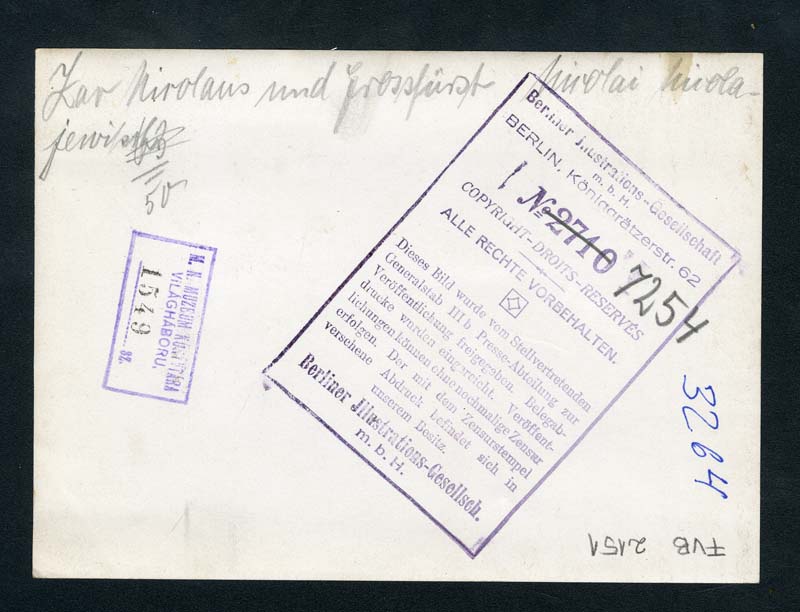 Zar Nikolaus und Grossfürst Nikolai Nikola-
jewitsch
50
M. N. MUZEUM KÖNYVTÁRA
VILÁGHÁBORU.
1549 sz.
Berliner Illustrations-Gesellschaft
m. b. H.
BERLIN, Königgrätzerstr. 62
No 2710 7254
COPYRIGHT-DROITS-RESERVÉS
ALLE RECHTE VORBEHALTEN.
Dieses Bild wurde vom Stellvertretenden
Generalstab IIIb Presse-Abteilung zur
Veröffentlichung freigegeben. Belegab-
drucke wurden eingereicht. Veröffent-
lichungen können ohne nochmalige Zensur
erfolgen. Der mit dem Zensurstempel
versehene Abdruck befindet sich in
unserem Besitz.
Berliner Illustrations-Gesellsch.
m. b. H.
3264
FVB 2151